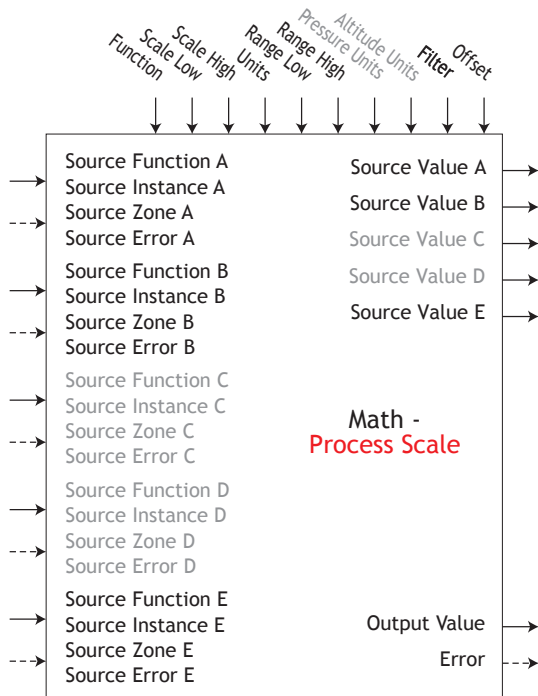 Function
Scale Low
Scale High
Units
Range Low
Range High
Pressure Units
Altitude Units
Filter
Offset
Source Function A
Source Instance A
Source Zone A
Source Error A
Source Function B
Source Instance B
Source Zone B
Source Error B
Source Function C
Source Instance C
Source Zone C
Source Error C
Source Function D
Source Instance D
Source Zone D
Source Error D
Source Function E
Source Instance E
Source Zone E
Source Error E
Source Value A
Source Value B
Source Value C
Source Value D
Source Value E
Math -
Process Scale
Output Value
Error